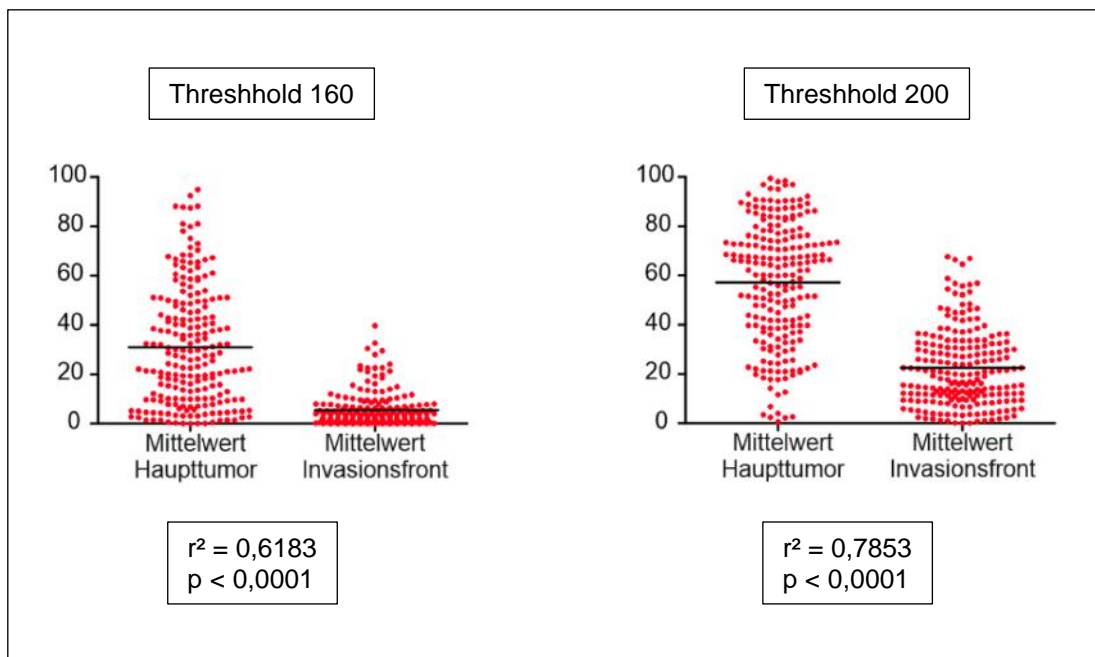 Threshhold 160
100
80
60
40
20
0
Mittelwert
Haupttumor
Mittelwert
Invasionsfront
r² = 0,6183
p < 0,0001
Threshhold 200
100
80
60
40
20
0
Mittelwert
Haupttumor
Mittelwert
Invasionsfront
r² = 0,7853
p < 0,0001